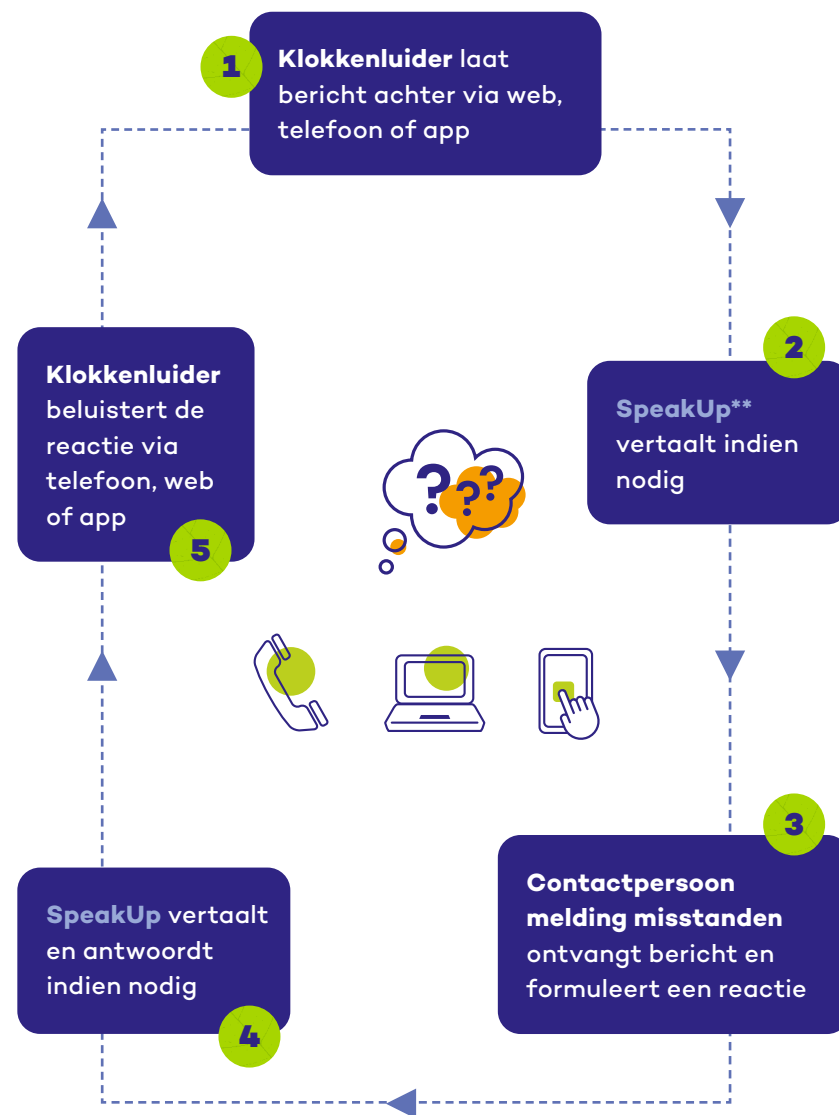 1
Klokkenluider laat
bericht achter via web,
telefoon of app
2
SpeakUp**
vertaalt indien
nodig
3
Contactpersoon
melding misstanden
ontvangt bericht en
formuleert een reactie
4
SpeakUp vertaalt
en antwoordt
indien nodig
5
Klokkenluider
beluistert de
reactie via
telefoon, web
of app
? ? ?